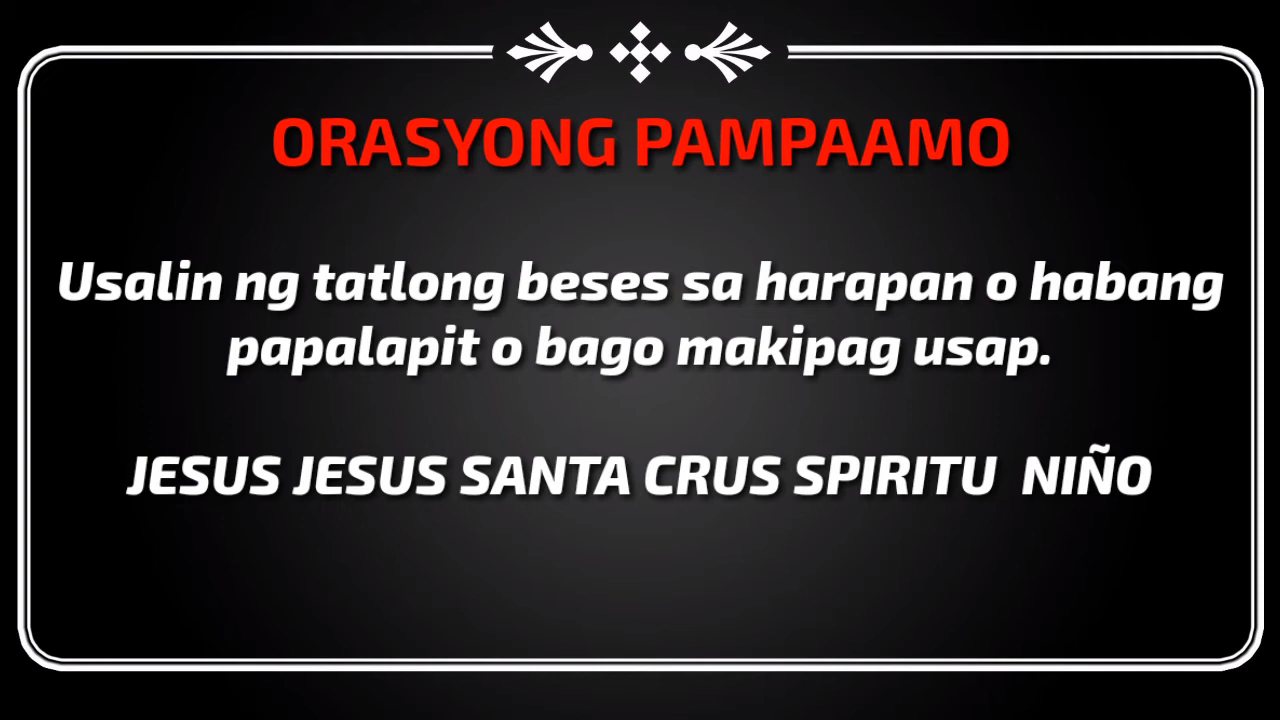 ORASYONG PAMPAAMO
Usalin ng tatlong beses sa harapan o habang
papalapit o bago makipag usap.
JESUS JESUS SANTA CRUS SPIRITU NIÑO